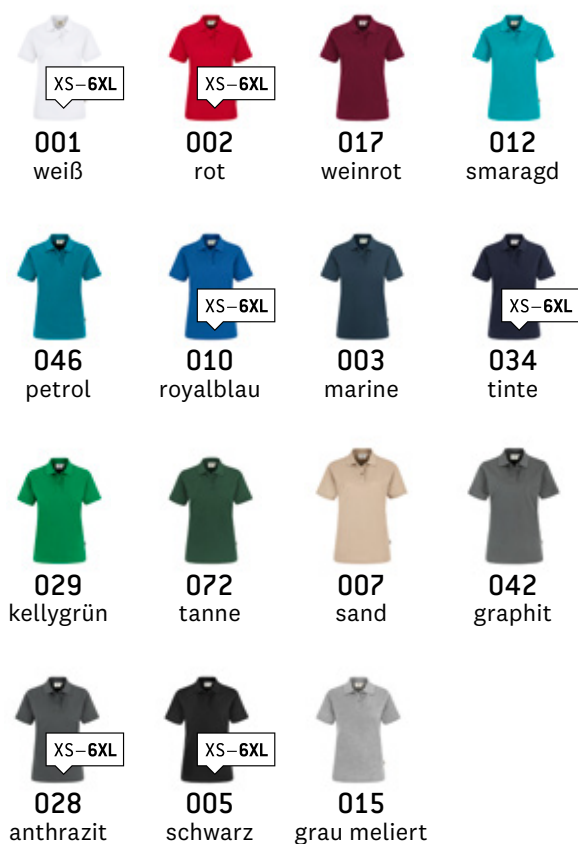 XS–6XL
001
weiß
XS–6XL
002
rot
017
weinrot
012
smaragd
046
petrol
XS–6XL
010
royalblau
003
marine
XS–6XL
034
tinte
029
kellygrün
072
tanne
007
sand
042
graphit
XS–6XL
028
anthrazit
XS–6XL
005
schwarz
015
grau meliert